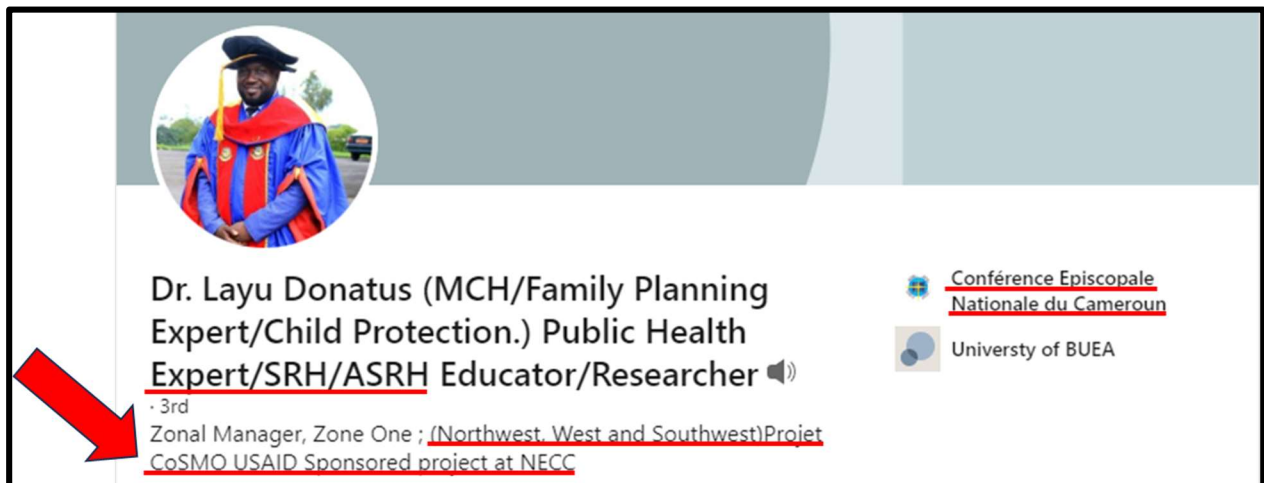 Dr. Layu Donatus (MCH/Family Planning
Expert/Child Protection.) Public Health
Expert/SRH/ASRH Educator/Researcher
· 3rd
Zonal Manager, Zone One ; (Northwest, West and Southwest)Projet
CoSMO USAID Sponsored project at NECC
Conférence Episcopale
Nationale du Cameroun
Universty of BUEA